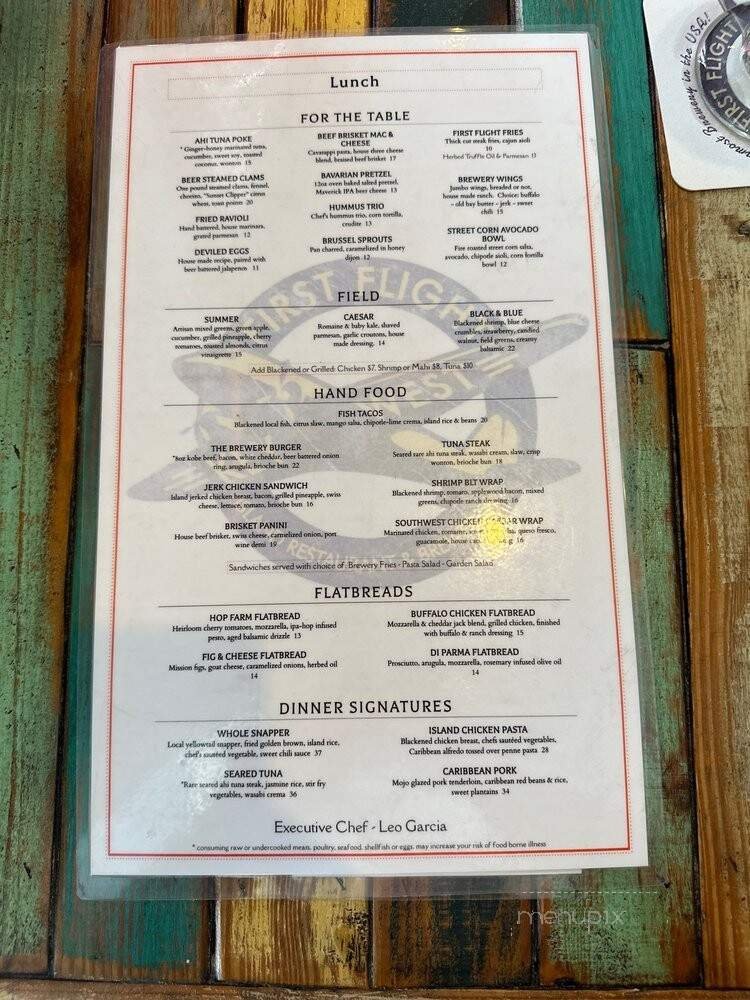 Lunch
FOR THE TABLE
AHI TUNA POKE
* Ginger-honey marinated tuna,
cucumber, sweet soy, toasted
coconut, wonton 15
BEER STEAMED CLAMS
One pound steamed clams, fennel,
chorizo, "Sunset Clipper" citrus
wheat, toast points 20
FRIED RAVIOLI
Hand battered, house marinara,
grated parmesan 12
DEVILED EGGS
House made recipe, paired with
beer battered jalapenos 11
BEEF BRISKET MAC &
CHEESE
Cavatappi pasta, house three cheese
blend, braised beef brisket 17
BAVARIAN PRETZEL
12oz oven baked salted pretzel,
Maverick IPA beer cheese 13
HUMMUS TRIO
Chef's hummus trio, corn tortilla,
crudite 13
BRUSSEL SPROUTS
Pan charred, caramelized in honey
dijon 12
FIRST FLIGHT FRIES
Thick cut steak fries, cajun aioli
10
Herbed Truffle Oil & Parmesan 13
BREWERY WINGS
Jumbo wings, breaded or not,
house made ranch. Choice: buffalo
- old bay butter - jerk - sweet
chili 15
STREET CORN AVOCADO
BOWL
Fire roasted street corn salsa,
avocado, chipotle aioli, corn tortilla
bowl 12
FIELD
SUMMER
Artisan mixed greens, green apple,
cucumber, grilled pineapple, cherry
tomatoes, toasted almonds, citrus
vinaigrette 15
CAESAR
Romaine & baby kale, shaved
parmesan, garlic croutons, house
made dressing. 14
BLACK & BLUE
Blackened shrimp, blue cheese
crumbles, strawberry, candied
walnut, field greens, creamy
balsamic 22
Add Blackened or Grilled: Chicken $7, Shrimp or Mahi $8, Tuna $10
HAND FOOD
FISH TACOS
Blackened local fish, citrus slaw, mango salsa, chipotle-lime crema, island rice & beans 20
THE BREWERY BURGER
*8oz kobe beef, bacon, white cheddar, beer battered onion
ring, arugula, brioche bun 22
JERK CHICKEN SANDWICH
Island jerked chicken breast, bacon, grilled pineapple, swiss
cheese, lettuce, tomato, brioche bun 16
BRISKET PANINI
House beef brisket, swiss cheese, carmelized onion, port
wine demi 19
TUNA STEAK
Seared rare ahi tuna steak, wasabi cream, slaw, crisp
wonton, brioche bun 18
SHRIMP BLT WRAP
Blackened shrimp, tomato, applewood bacon, mixed
greens, chipotle ranch dressing 16
SOUTHWEST CHICKEN CAESAR WRAP
Marinated chicken, romaine, queso fresco,
guacamole, house 16
Sandwiches served with choice of: Brewery Fries - Pasta Salad - Garden Salad
FLATBREADS
HOP FARM FLATBREAD
Heirloom cherry tomatoes, mozzarella, ipa-hop infused
pesto, aged balsamic drizzle 13
FIG & CHEESE FLATBREAD
Mission figs, goat cheese, caramelized onions, herbed oil
14
BUFFALO CHICKEN FLATBREAD
Mozzarella & cheddar jack blend, grilled chicken, finished
with buffalo & ranch dressing 15
DI PARMA FLATBREAD
Prosciutto, arugula, mozzarella, rosemary infused olive oil
14
DINNER SIGNATURES
WHOLE SNAPPER
Local yellowtail snapper, fried golden brown, island rice,
chefs sautéed vegetable, sweet chili sauce 37
SEARED TUNA
*Rare seared ahi tuna steak, jasmine rice, stir fry
vegetables, wasabi crema 36
ISLAND CHICKEN PASTA
Blackened chicken breast, chefs sautéed vegetables,
Caribbean alfredo tossed over penne pasta 28
CARIBBEAN PORK
Mojo glazed pork tenderloin, caribbean red beans & rice,
sweet plantains 34
Executive Chef - Leo Garcia
* consuming raw or undercooked meats, poultry, seafood, shellfish or eggs, may increase your risk of food borne illness
FIRST FLIGHT
WEST
RESTAURANT &
Brewery in the USA!
FIRST FLIGHT
menupix